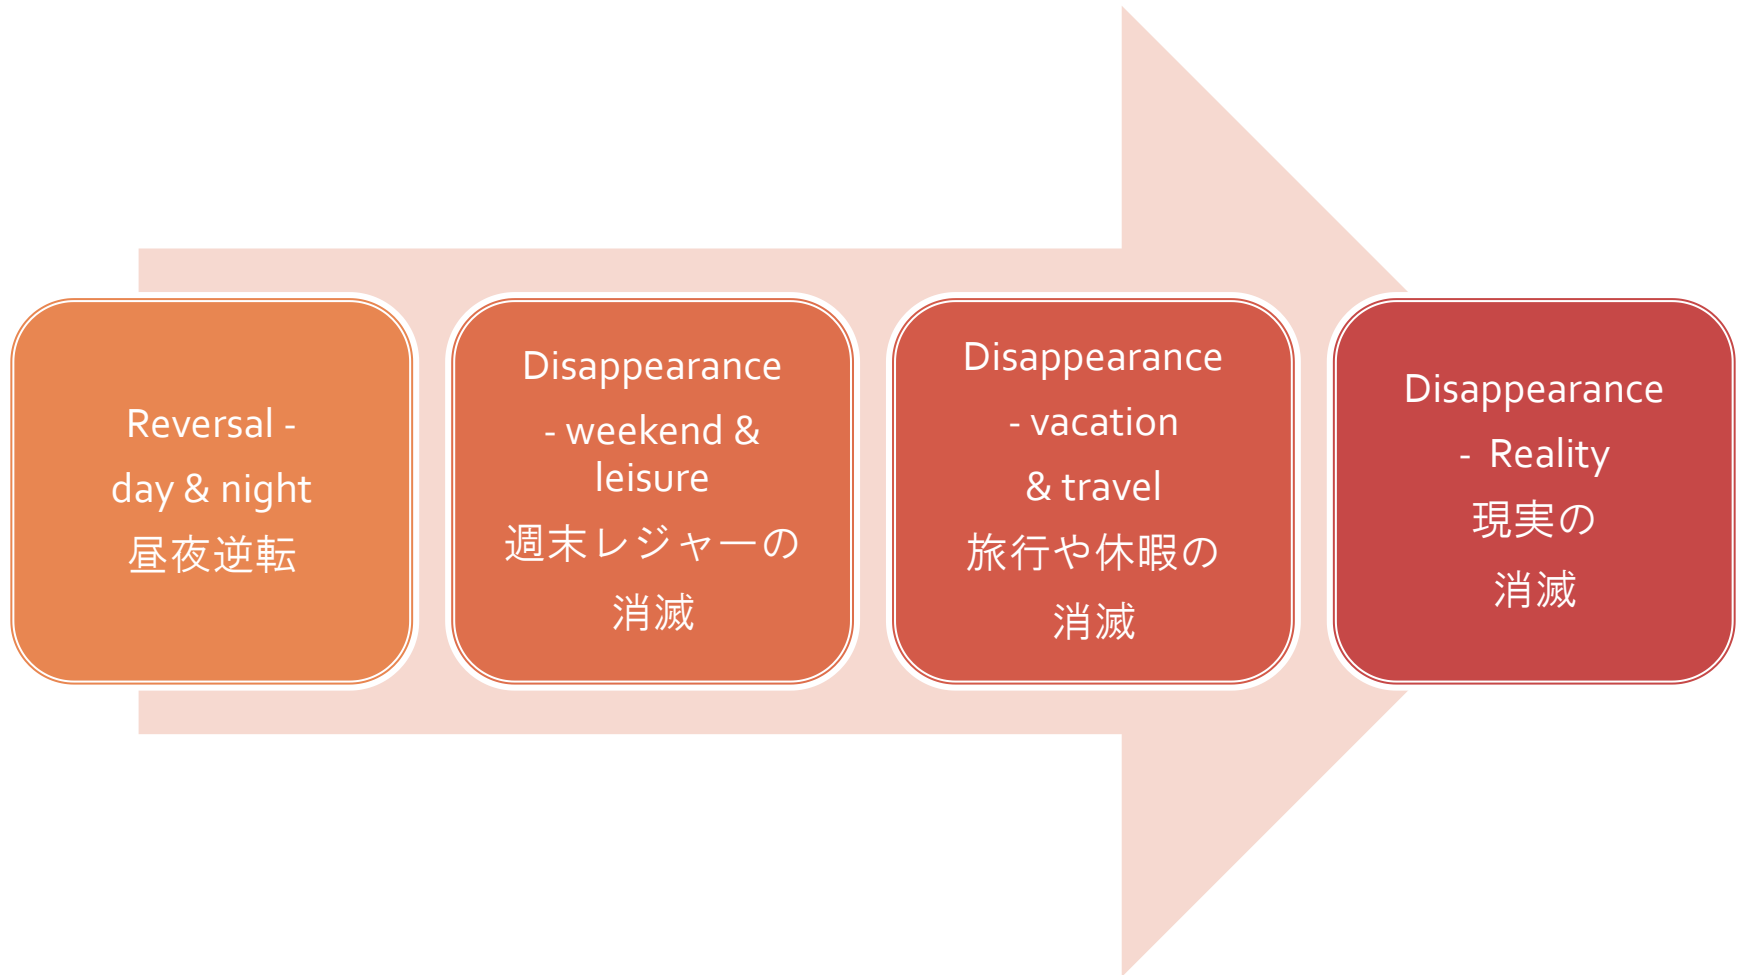 Reversal -
day & night
昼夜逆転
Disappearance
- weekend &
leisure
週末レジャーの
消滅
Disappearance
- vacation
& travel
旅行や休暇の
消滅
Disappearance
- Reality
現実の
消滅